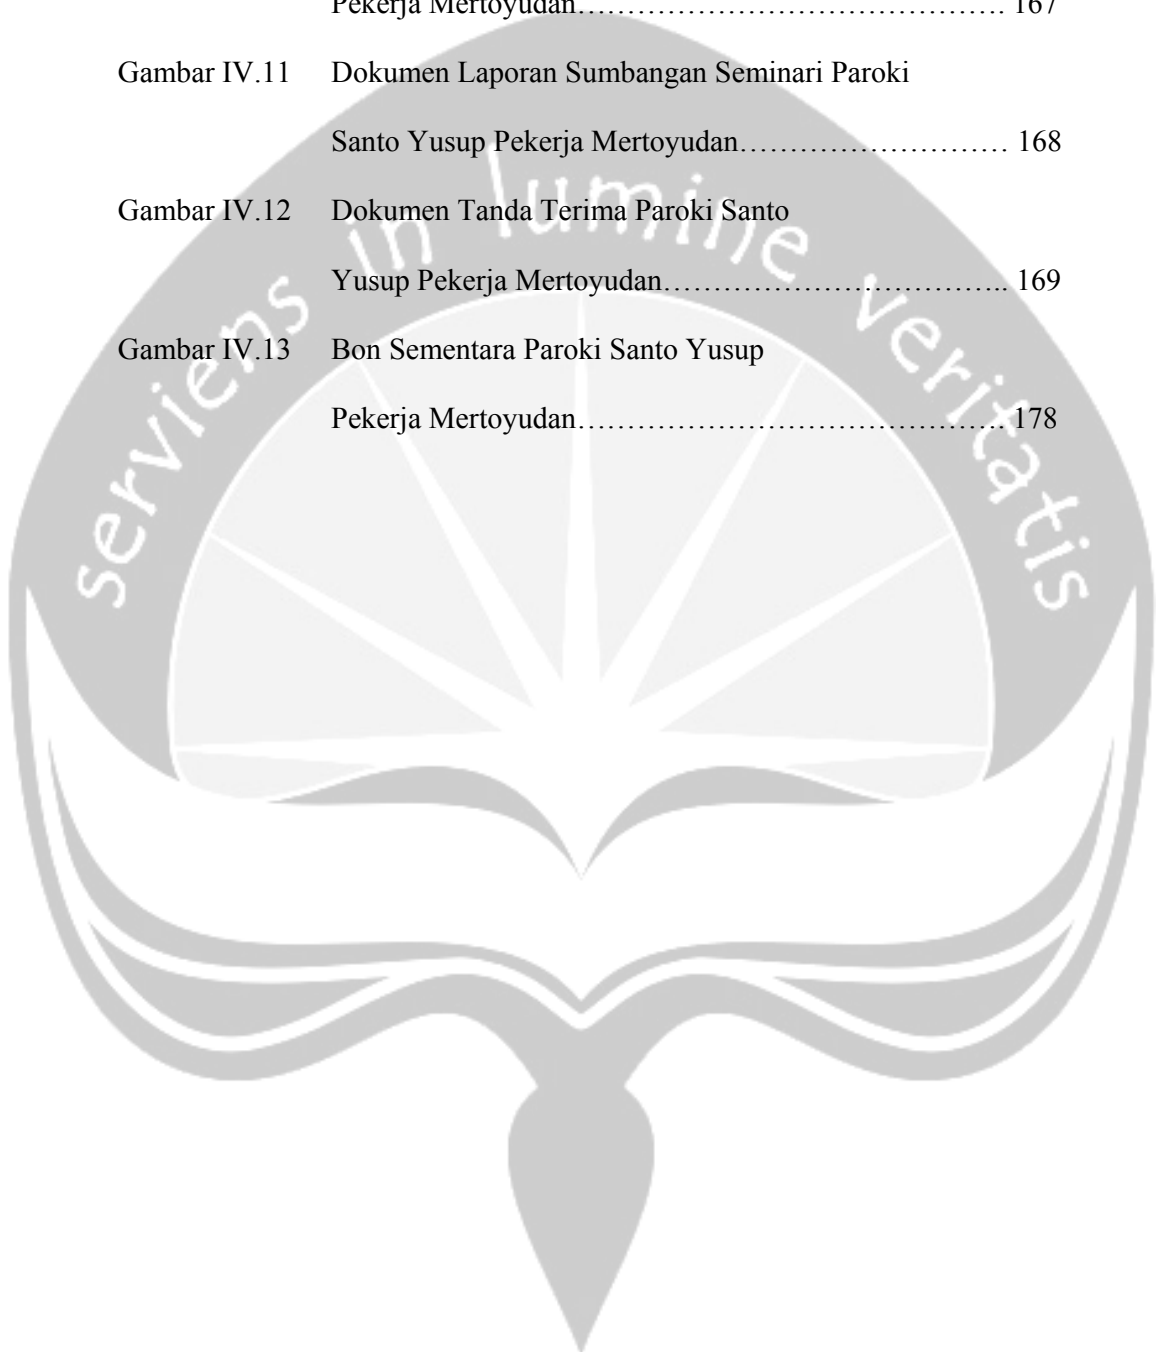 Pekerja Mertoyudan……………………………………. 167
Gambar IV.11 Dokumen Laporan Sumbangan Seminari Paroki
Santo Yusup Pekerja Mertoyudan……………………… 168
Gambar IV.12 Dokumen Tanda Terima Paroki Santo
Yusup Pekerja Mertoyudan…………………………….. 169
Gambar IV.13 Bon Sementara Paroki Santo Yusup
Pekerja Mertoyudan……………………………………. 178
serviens in lumine veritatis